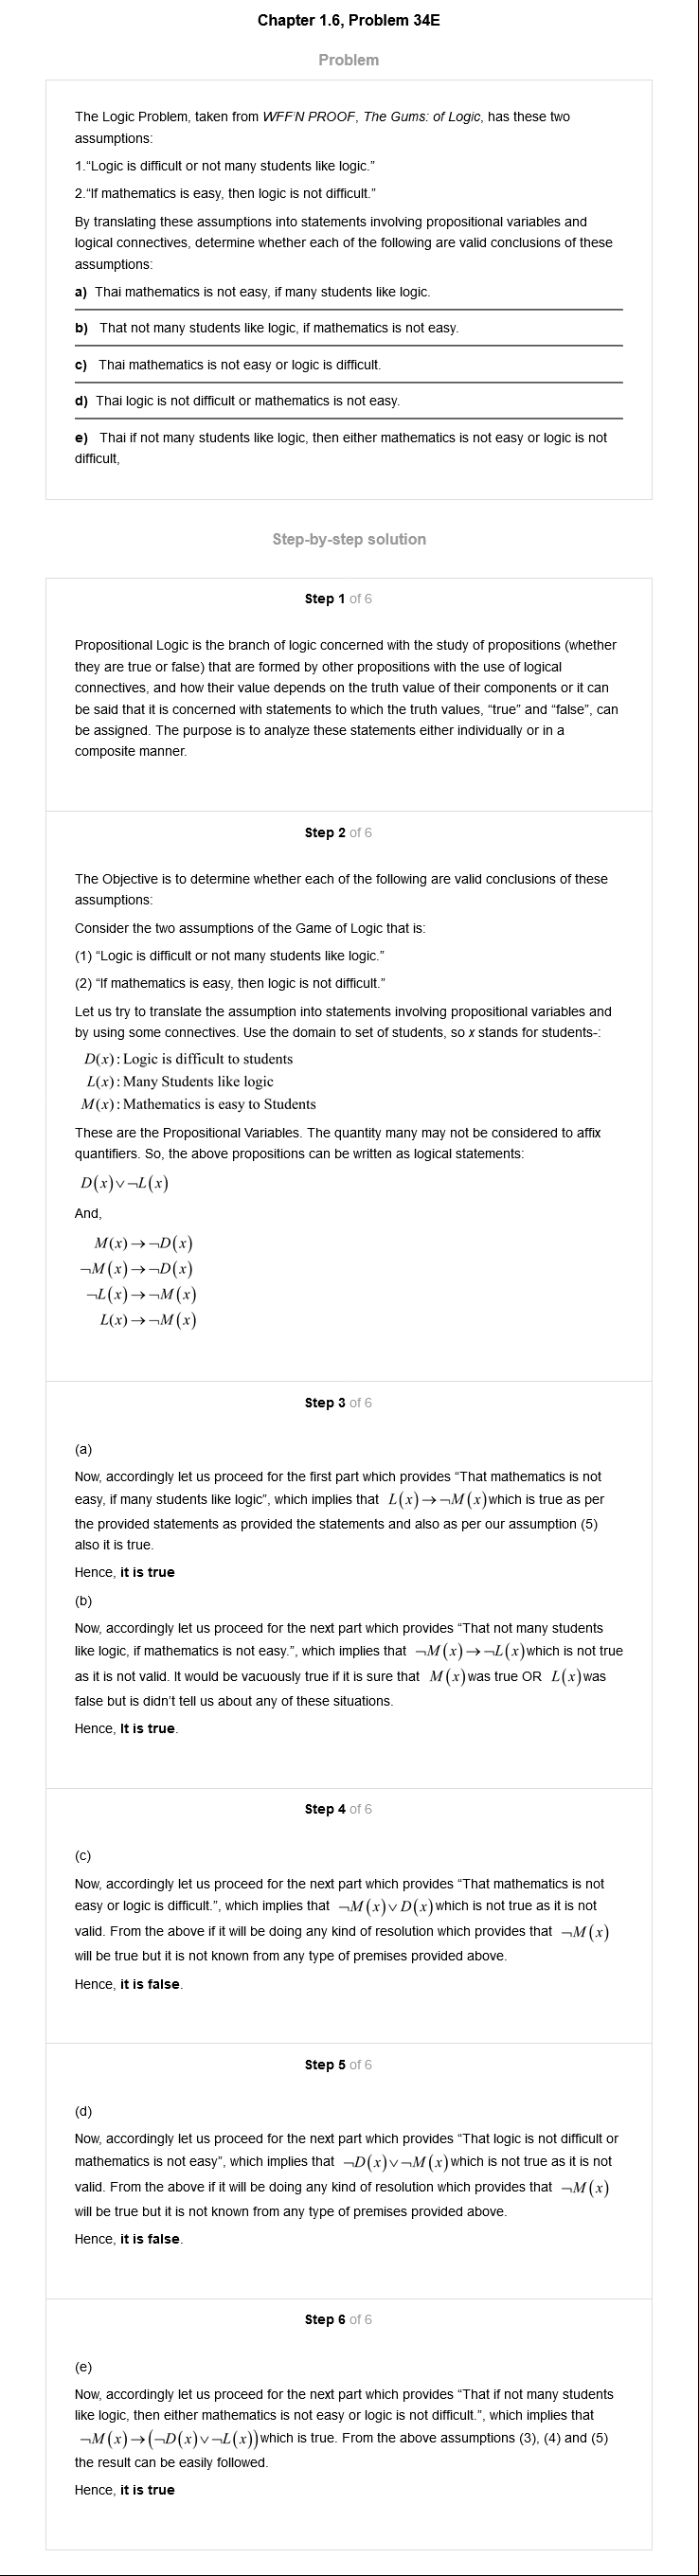 Chapter 1.6, Problem 34E
Problem
The Logic Problem, taken from WFF'N PROOF, The Gums: of Logic, has these two
assumptions:
1.“Logic is difficult or not many students like logic.”
2.“If mathematics is easy, then logic is not difficult.”
By translating these assumptions into statements involving propositional variables and
logical connectives, determine whether each of the following are valid conclusions of these
assumptions:
a) Thai mathematics is not easy, if many students like logic.
b) That not many students like logic, if mathematics is not easy.
c) Thai mathematics is not easy or logic is difficult.
d) Thai logic is not difficult or mathematics is not easy.
e) Thai if not many students like logic, then either mathematics is not easy or logic is not
difficult,
Step-by-step solution
Step 1 of 6
Propositional Logic is the branch of logic concerned with the study of propositions (whether
they are true or false) that are formed by other propositions with the use of logical
connectives, and how their value depends on the truth value of their components or it can
be said that it is concerned with statements to which the truth values, “true” and “false”, can
be assigned. The purpose is to analyze these statements either individually or in a
composite manner.
Step 2 of 6
The Objective is to determine whether each of the following are valid conclusions of these
assumptions:
Consider the two assumptions of the Game of Logic that is:
(1) “Logic is difficult or not many students like logic.”
(2) “If mathematics is easy, then logic is not difficult.”
Let us try to translate the assumption into statements involving propositional variables and
by using some connectives. Use the domain to set of students, so x stands for students-:
D(x): Logic is difficult to students
L(x): Many Students like logic
M(x): Mathematics is easy to Students
These are the Propositional Variables. The quantity many may not be considered to affix
quantifiers. So, the above propositions can be written as logical statements:
D(x)∨¬L(x)
And,
M(x)→¬D(x)
¬M(x)→¬D(x)
¬L(x)→¬M(x)
L(x)→¬M(x)
Step 3 of 6
(a)
Now, accordingly let us proceed for the first part which provides “That mathematics is not
easy, if many students like logic”, which implies that L(x)→¬M(x) which is true as per
the provided statements as provided the statements and also as per our assumption (5)
also it is true.
Hence, it is true
(b)
Now, accordingly let us proceed for the next part which provides “That not many students
like logic, if mathematics is not easy.”, which implies that ¬M(x)→¬L(x) which is not true
as it is not valid. It would be vacuously true if it is sure that M(x) was true OR L(x) was
false but is didn’t tell us about any of these situations.
Hence, It is true.
Step 4 of 6
(c)
Now, accordingly let us proceed for the next part which provides “That mathematics is not
easy or logic is difficult.”, which implies that ¬M(x)∨D(x) which is not true as it is not
valid. From the above if it will be doing any kind of resolution which provides that ¬M(x)
will be true but it is not known from any type of premises provided above.
Hence, it is false.
Step 5 of 6
(d)
Now, accordingly let us proceed for the next part which provides “That logic is not difficult or
mathematics is not easy”, which implies that ¬D(x)∨¬M(x) which is not true as it is not
valid. From the above if it will be doing any kind of resolution which provides that ¬M(x)
will be true but it is not known from any type of premises provided above.
Hence, it is false.
Step 6 of 6
(e)
Now, accordingly let us proceed for the next part which provides “That if not many students
like logic, then either mathematics is not easy or logic is not difficult.”, which implies that
¬M(x)→(¬D(x)∨¬L(x)) which is true. From the above assumptions (3), (4) and (5)
the result can be easily followed.
Hence, it is true